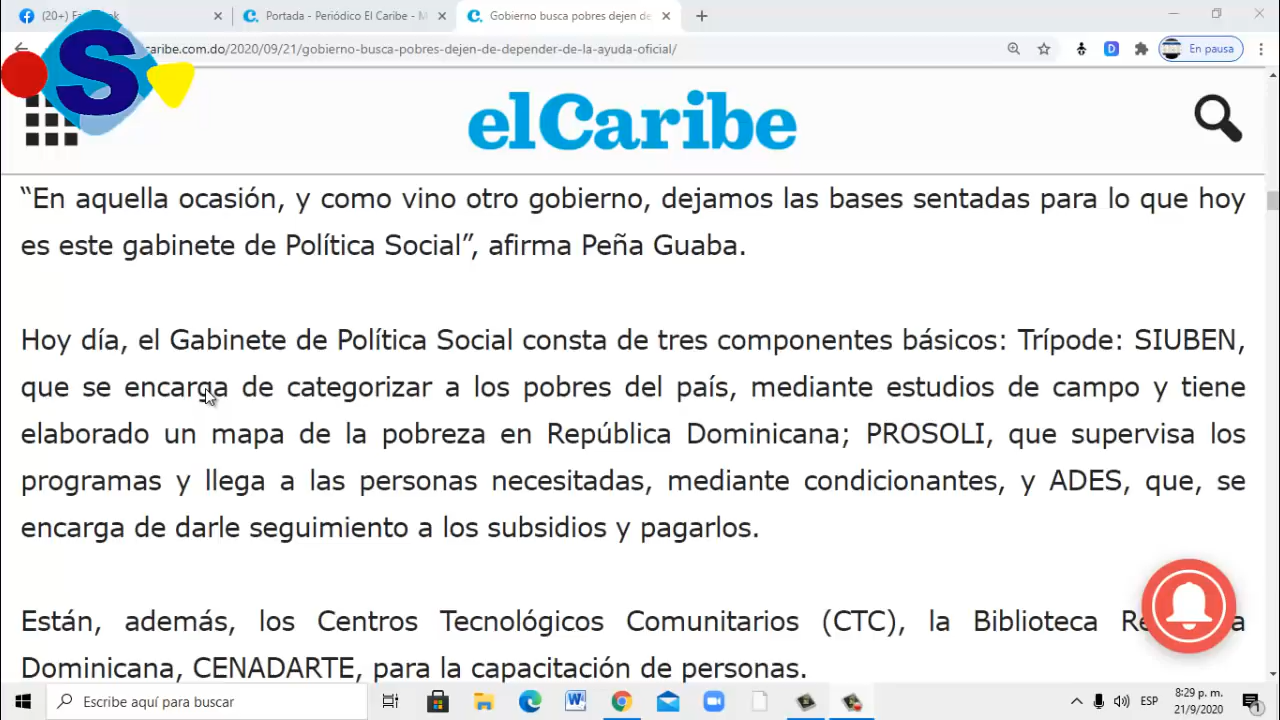 (20+) Fa
Portada - Periódico El Caribe - M
Gobierno busca pobres dejen de
caribe.com.do/2020/09/21/gobierno-busca-pobres-dejen-de-depender-de-la-ayuda-oficial/
D
En pausa
S
elCaribe
“En aquella ocasión, y como vino otro gobierno, dejamos las bases sentadas para lo que hoy
es este gabinete de Política Social”, afirma Peña Guaba.
Hoy día, el Gabinete de Política Social consta de tres componentes básicos: Trípode: SIUBEN,
que se encarga de categorizar a los pobres del país, mediante estudios de campo y tiene
elaborado un mapa de la pobreza en República Dominicana; PROSOLI, que supervisa los
programas y llega a las personas necesitadas, mediante condicionantes, y ADES, que, se
encarga de darle seguimiento a los subsidios y pagarlos.
Están, además, los Centros Tecnológicos Comunitarios (CTC), la Biblioteca
Dominicana, CENADARTE, para la capacitación de personas.
Escribe aquí para buscar
ESP
8:29 p. m.
21/9/2020
1